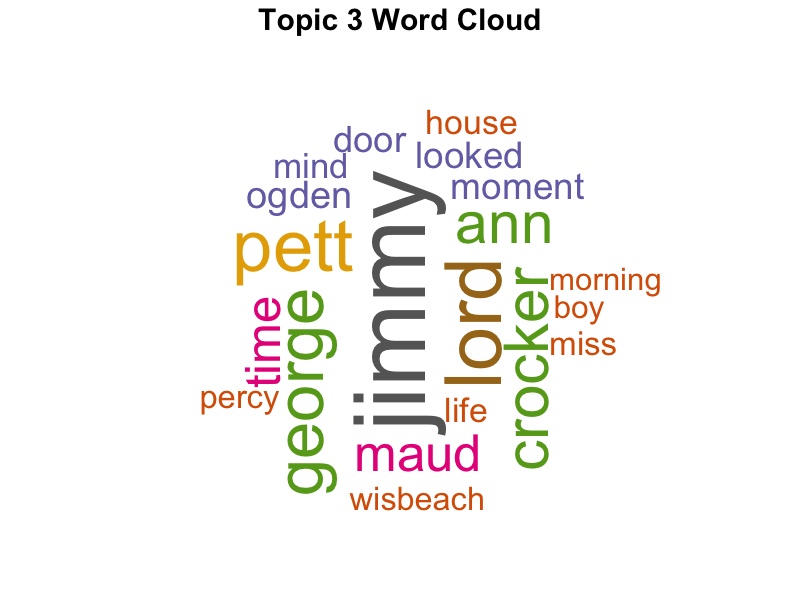 Topic 3 Word Cloud
house
door
looked
mind
moment
ogden
ann
pett
jimmy
lord
crocker
morning
boy
miss
time
george
percy
life
maud
wisbeach